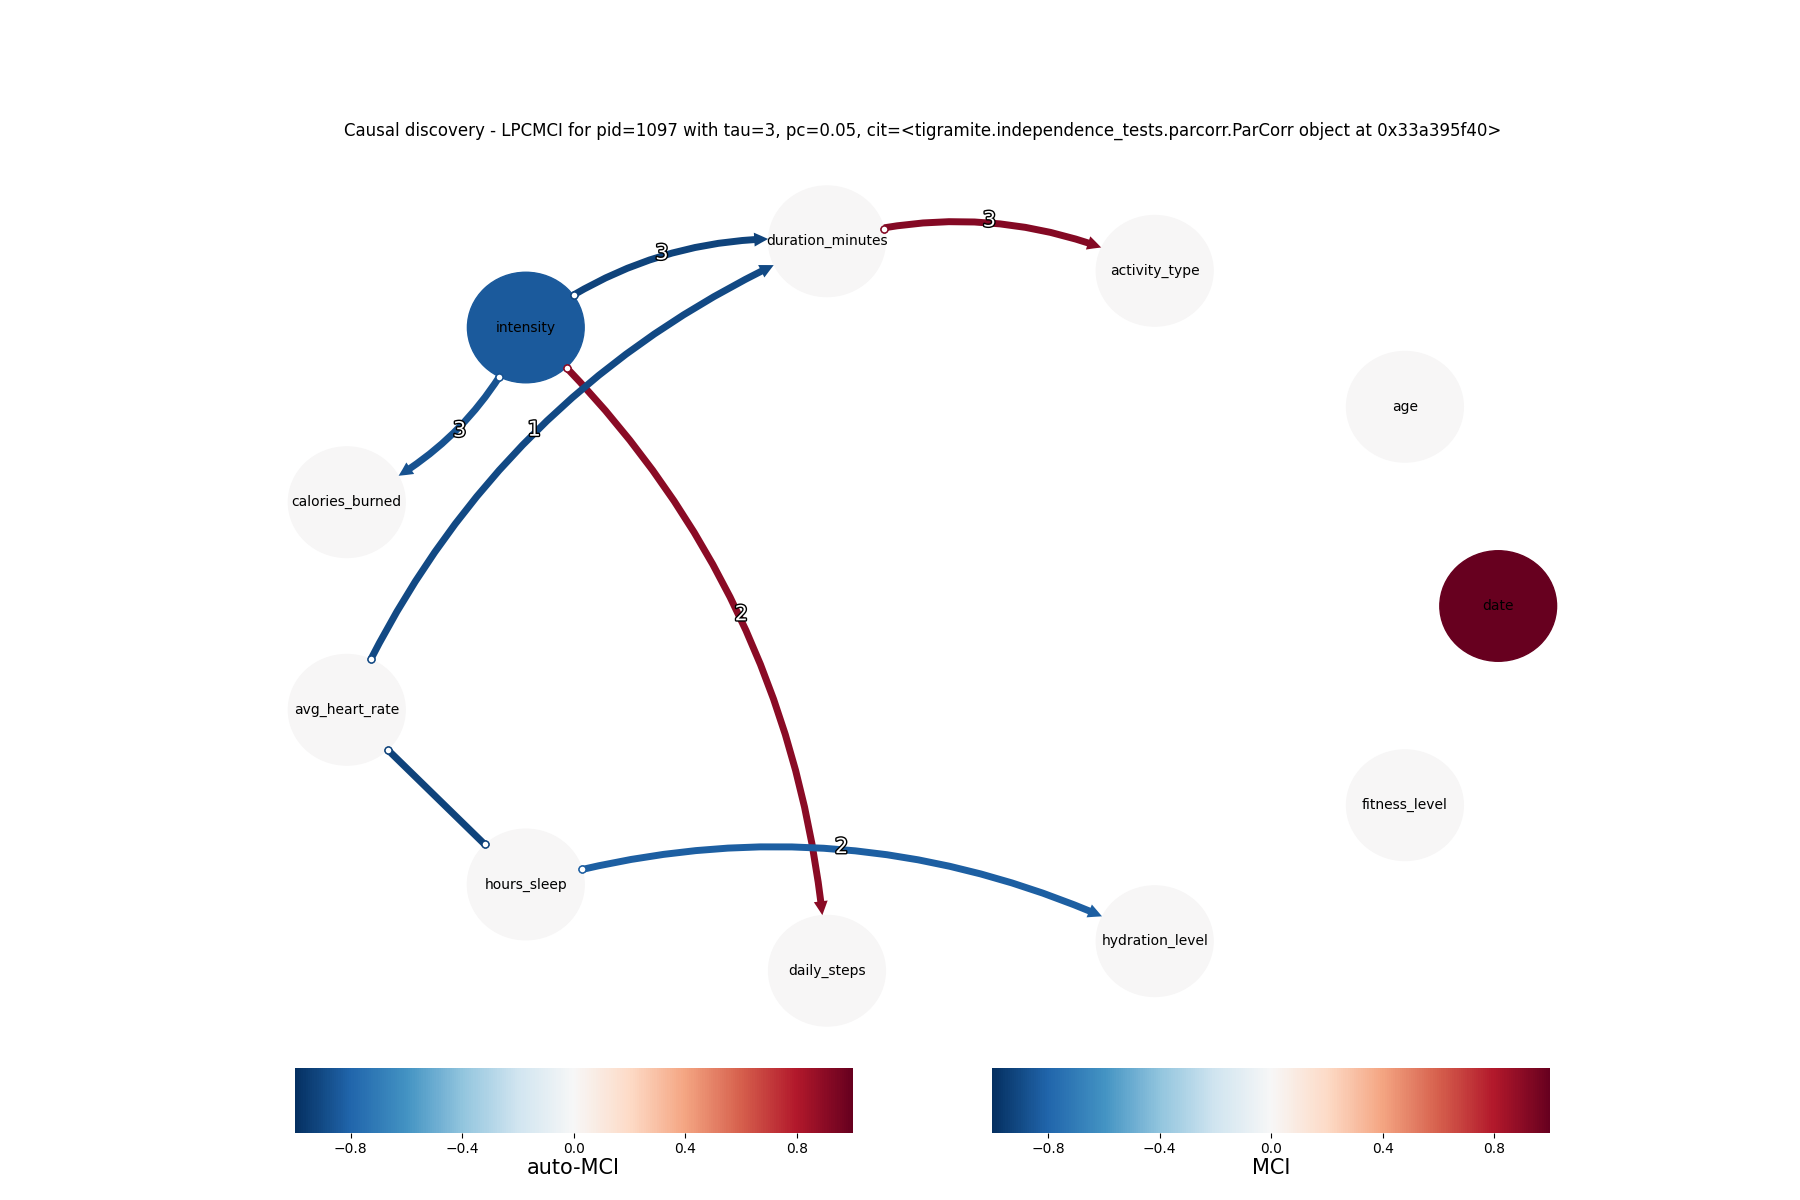 Causal discovery - LPCMCI for pid=1097 with tau=3, pc=0.05, cit=<tigramite.independence_tests.parcorr.ParCorr object at 0x33a395f40>
3
duration_minutes
3
activity_type
intensity
age
3
1
calories_burned
date
2
avg_heart_rate
fitness_level
2
hours_sleep
hydration_level
daily_steps
−0.8 −0.4 0.0 0.4 0.8
auto-MCI
−0.8 −0.4 0.0 0.4 0.8
MCI